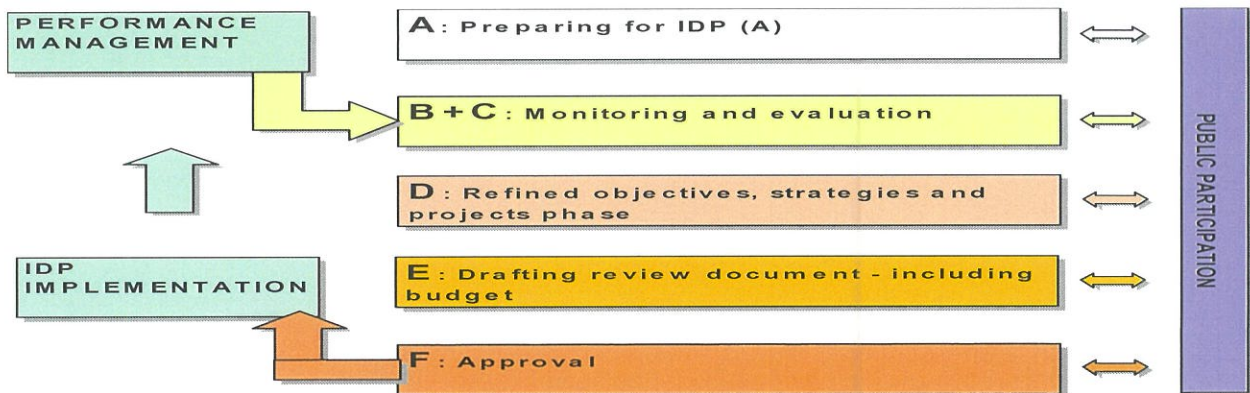 PERFORMANCE
MANAGEMENT
A: Preparing for IDP (A)
B + C: Monitoring and evaluation
D: Refined objectives, strategies and
projects phase
IDP
IMPLEMENTATION
E: Drafting review document - including
budget
F: Approval
PUBLIC PARTICIPATION